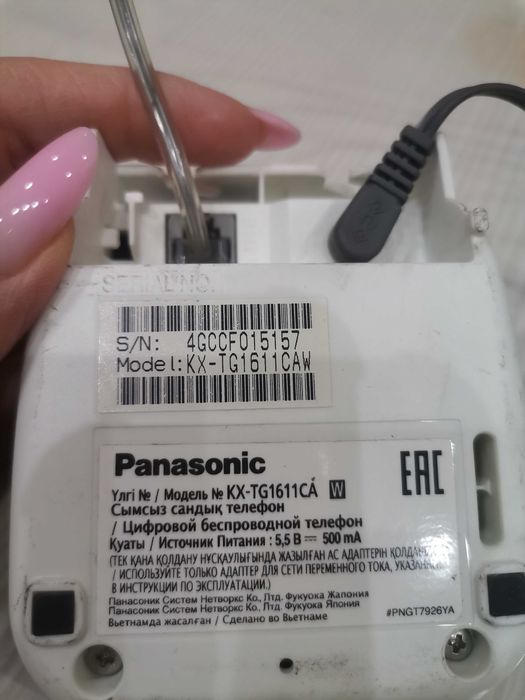 SERIAL NO.
S/N: 4GCCF015157
Model: KX-TG1611CAW
Panasonic
EAC
Үлгі № / Модель № KX-TG1611CA W
Сымсыз сандық телефон
/ Цифровой беспроводной телефон
Қуаты / Источник Питания : 5,5 В ⎓ 500 mA
(ТЕК ҚАНА ҚОЛДАНУ НҰСҚАУЛЫҒЫНДА ЖАЗЫЛҒАН АС АДАПТЕРІН
/ ИСПОЛЬЗУЙТЕ ТОЛЬКО АДАПТЕР ДЛЯ СЕТИ ПЕРЕМЕННОГО ТОКА,
В ИНСТРУКЦИИ ПО ЭКСПЛУАТАЦИИ.)
Панасоник Систем Нетворкс Ко., Лтд. Фукуока Жапония
Панасоник Систем Нетворкс Ко., Лтд. Фукуока Япония
Вьетнамда жасалған / Сделано во Вьетнаме
#PNGT7926YA